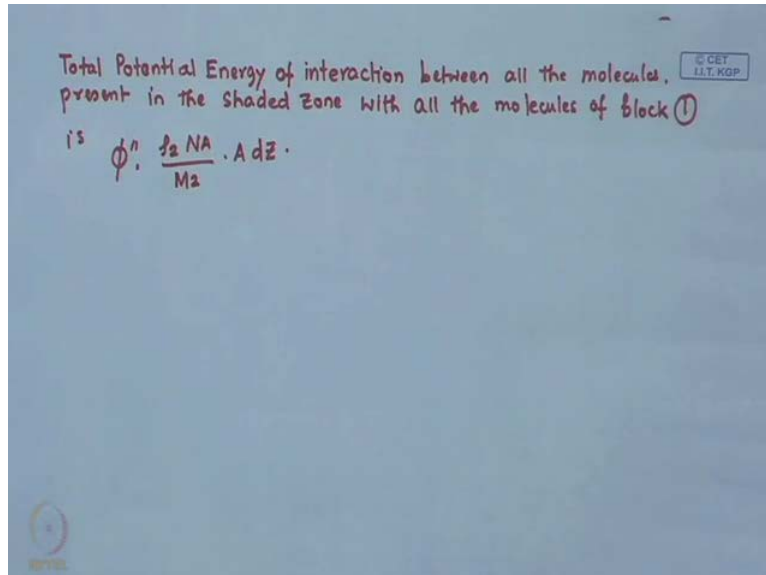 Total Potential Energy of interaction between all the molecules,
© CET
I.I.T. KGP
present in the Shaded Zone with all the molecules of block ①
is
ϕ''. ρ2 NA / M2 . A dz.
NPTEL